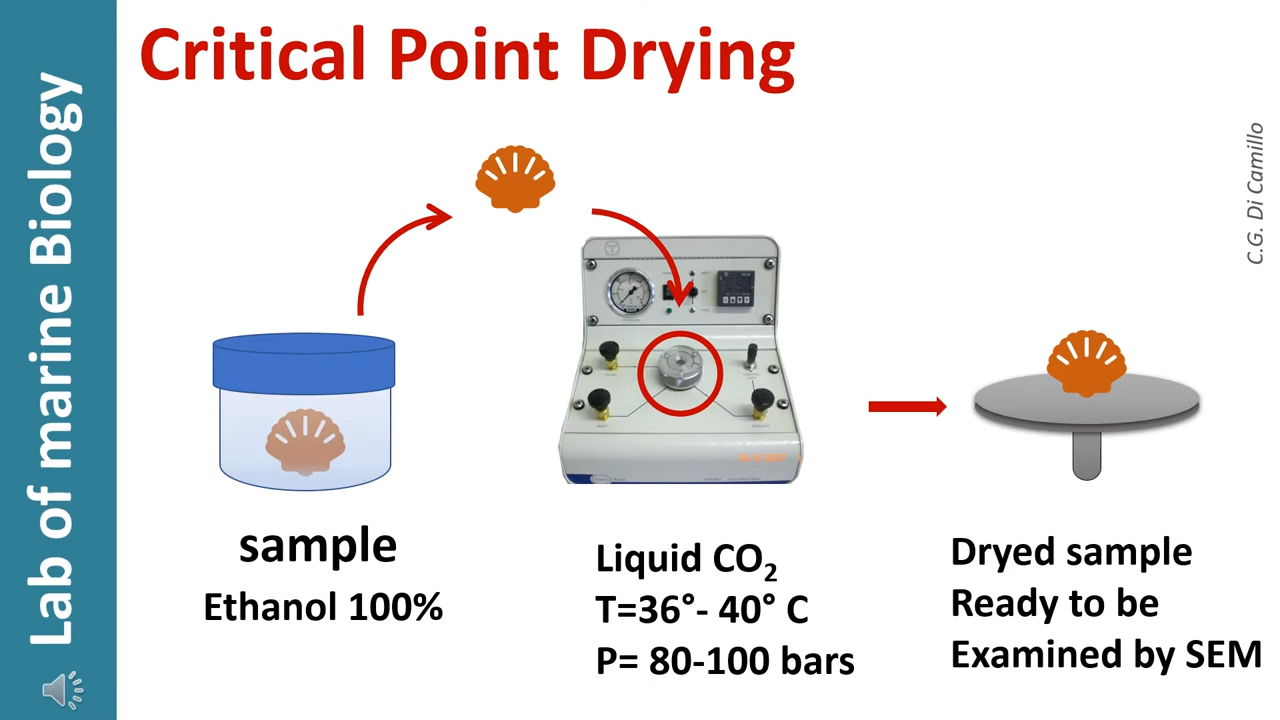 Critical Point Drying
Lab of marine Biology
C.G. Di Camillo
sample
Ethanol 100%
Liquid CO₂
T=36°- 40° C
P= 80-100 bars
Dryed sample
Ready to be
Examined by SEM